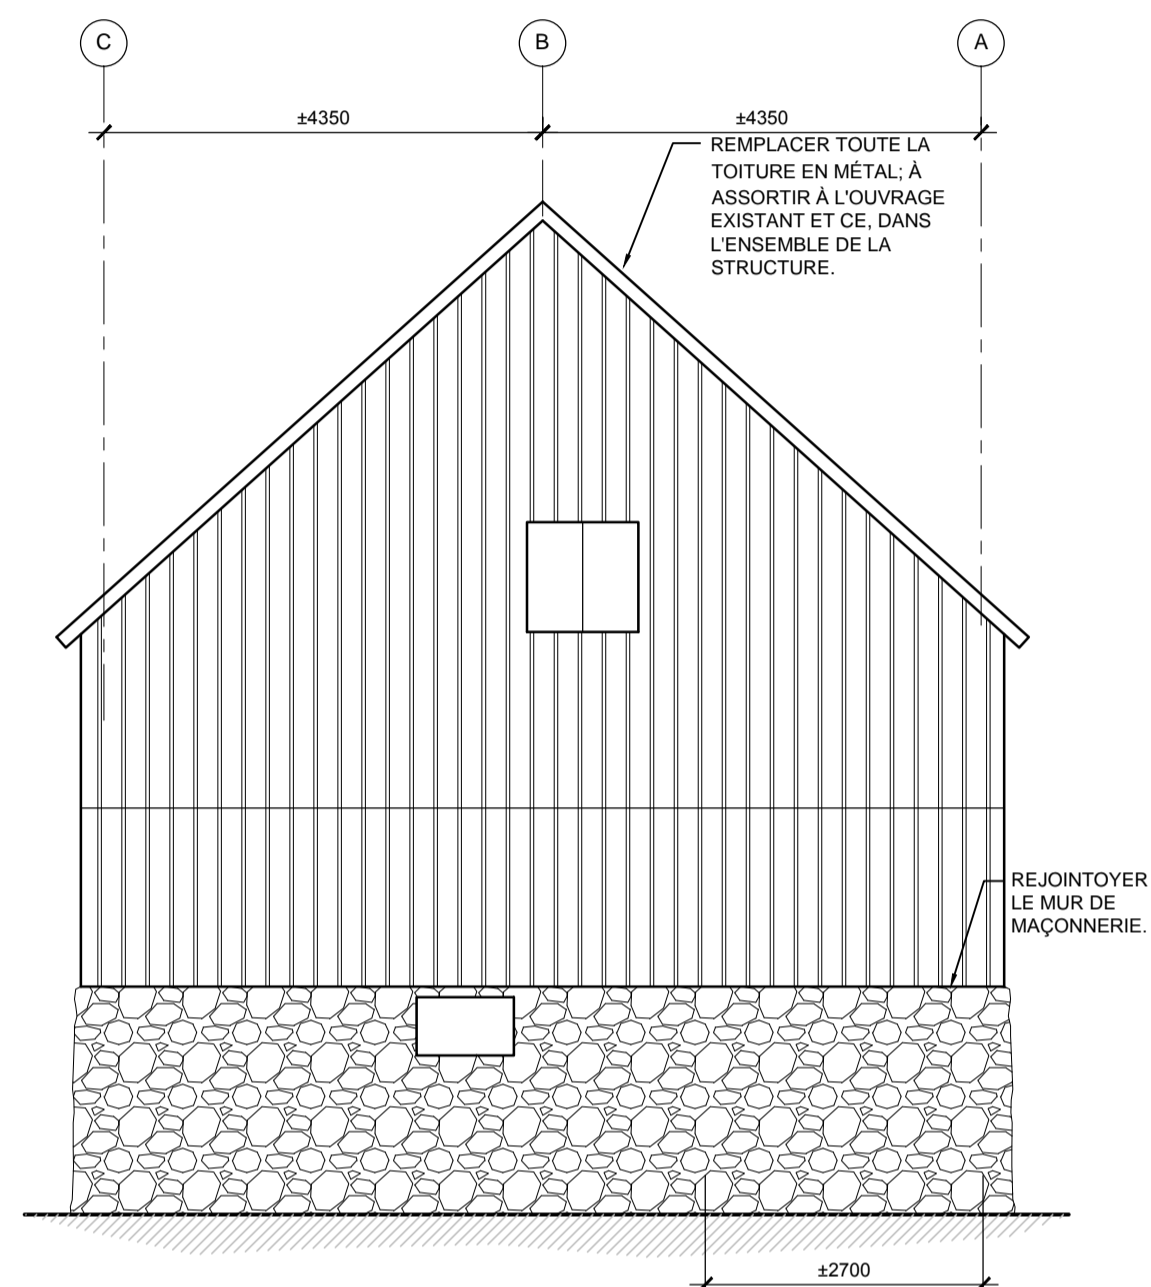 C
B
A
±4350
±4350
REMPLACER TOUTE LA
TOITURE EN MÉTAL; À
ASSORTIR À L'OUVRAGE
EXISTANT ET CE, DANS
L'ENSEMBLE DE LA
STRUCTURE.
REJOINTOYER
LE MUR DE
MAÇONNERIE.
±2700